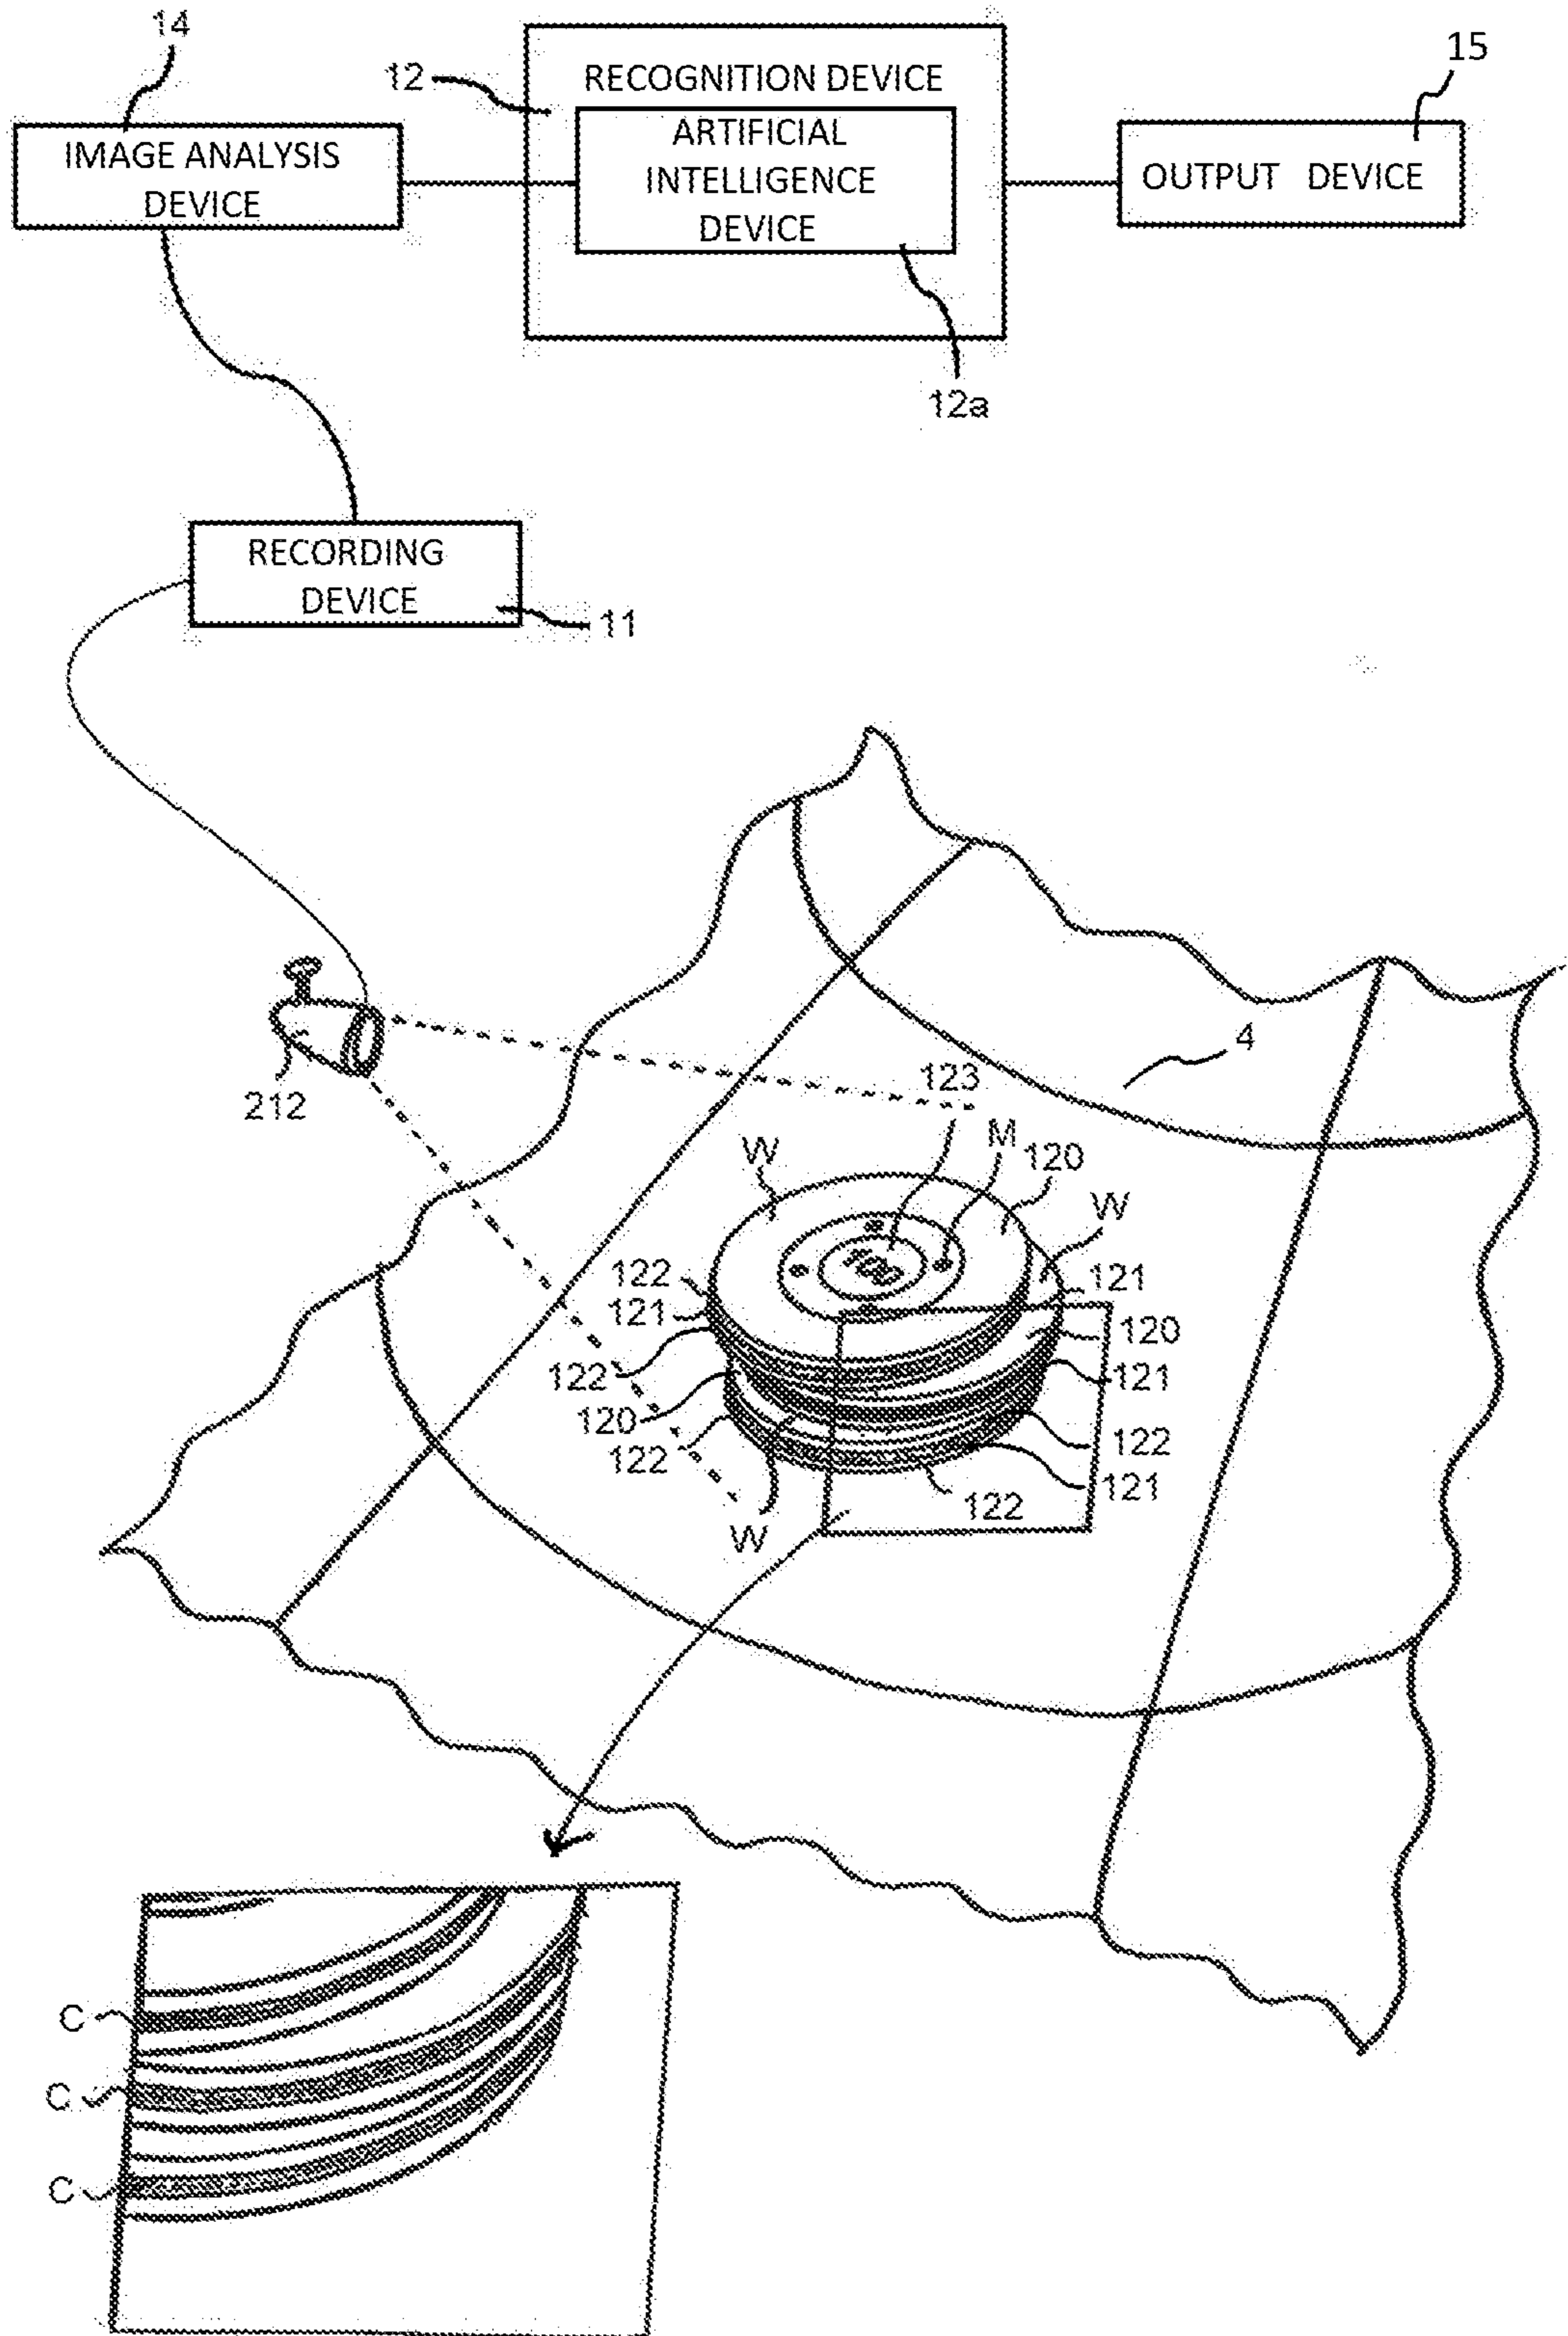 14
12
RECOGNITION DEVICE
15
IMAGE ANALYSIS
DEVICE
ARTIFICIAL
INTELLIGENCE
DEVICE
OUTPUT DEVICE
12a
RECORDING
DEVICE
11
4
212
123
M
120
W
W
122
121
121
120
122
121
120
122
122
121
122
W
C
C
C